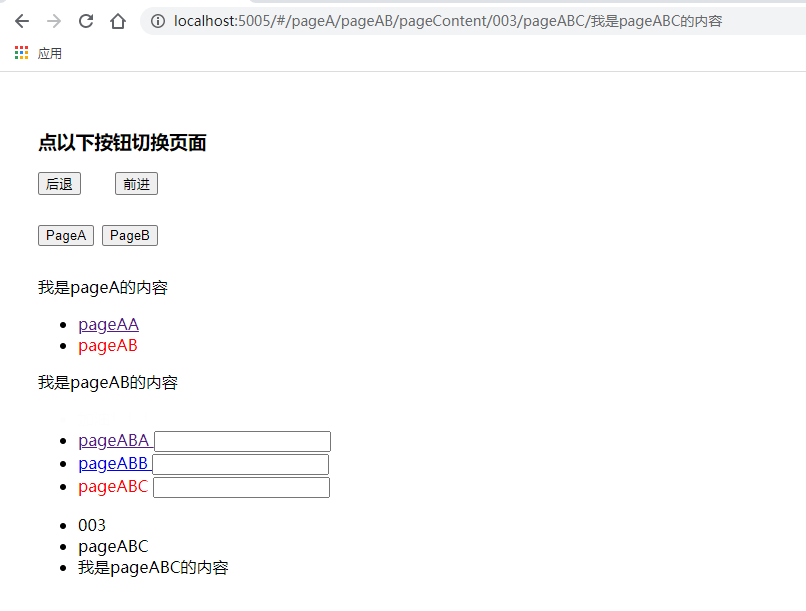 localhost:5005/#/pageA/pageAB/pageContent/003/pageABC/我是pageABC的内容
应用
点以下按钮切换页面
后退 前进
PageA PageB
我是pageA的内容
pageAA
pageAB
我是pageAB的内容
pageABA
pageABB
pageABC
003
pageABC
我是pageABC的内容